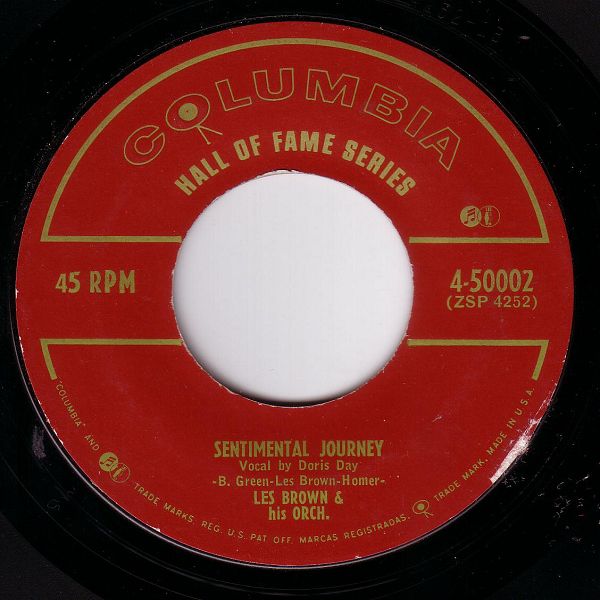 COLUMBIA
HALL OF FAME SERIES
45 RPM
4-50002
(ZSP 4252)
SENTIMENTAL JOURNEY
Vocal by Doris Day
-B. Green-Les Brown-Homer-
LES BROWN &
his ORCH.
"COLUMBIA" AND TRADE MARKS REG. U.S. PAT. OFF. MARCAS REGISTRADAS. TRADE MARK. MADE IN U.S.A.